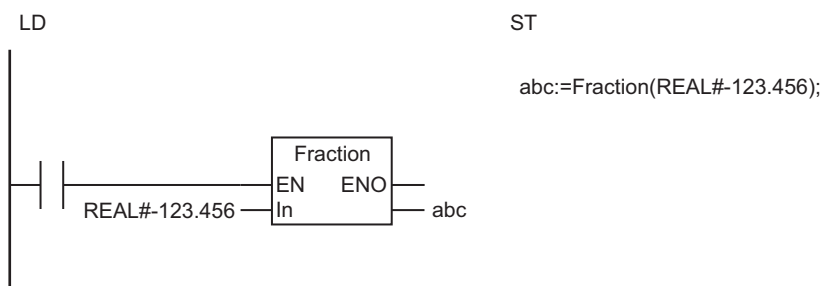 LD
ST
abc:=Fraction(REAL#-123.456);
Fraction
EN ENO
REAL#-123.456 In abc